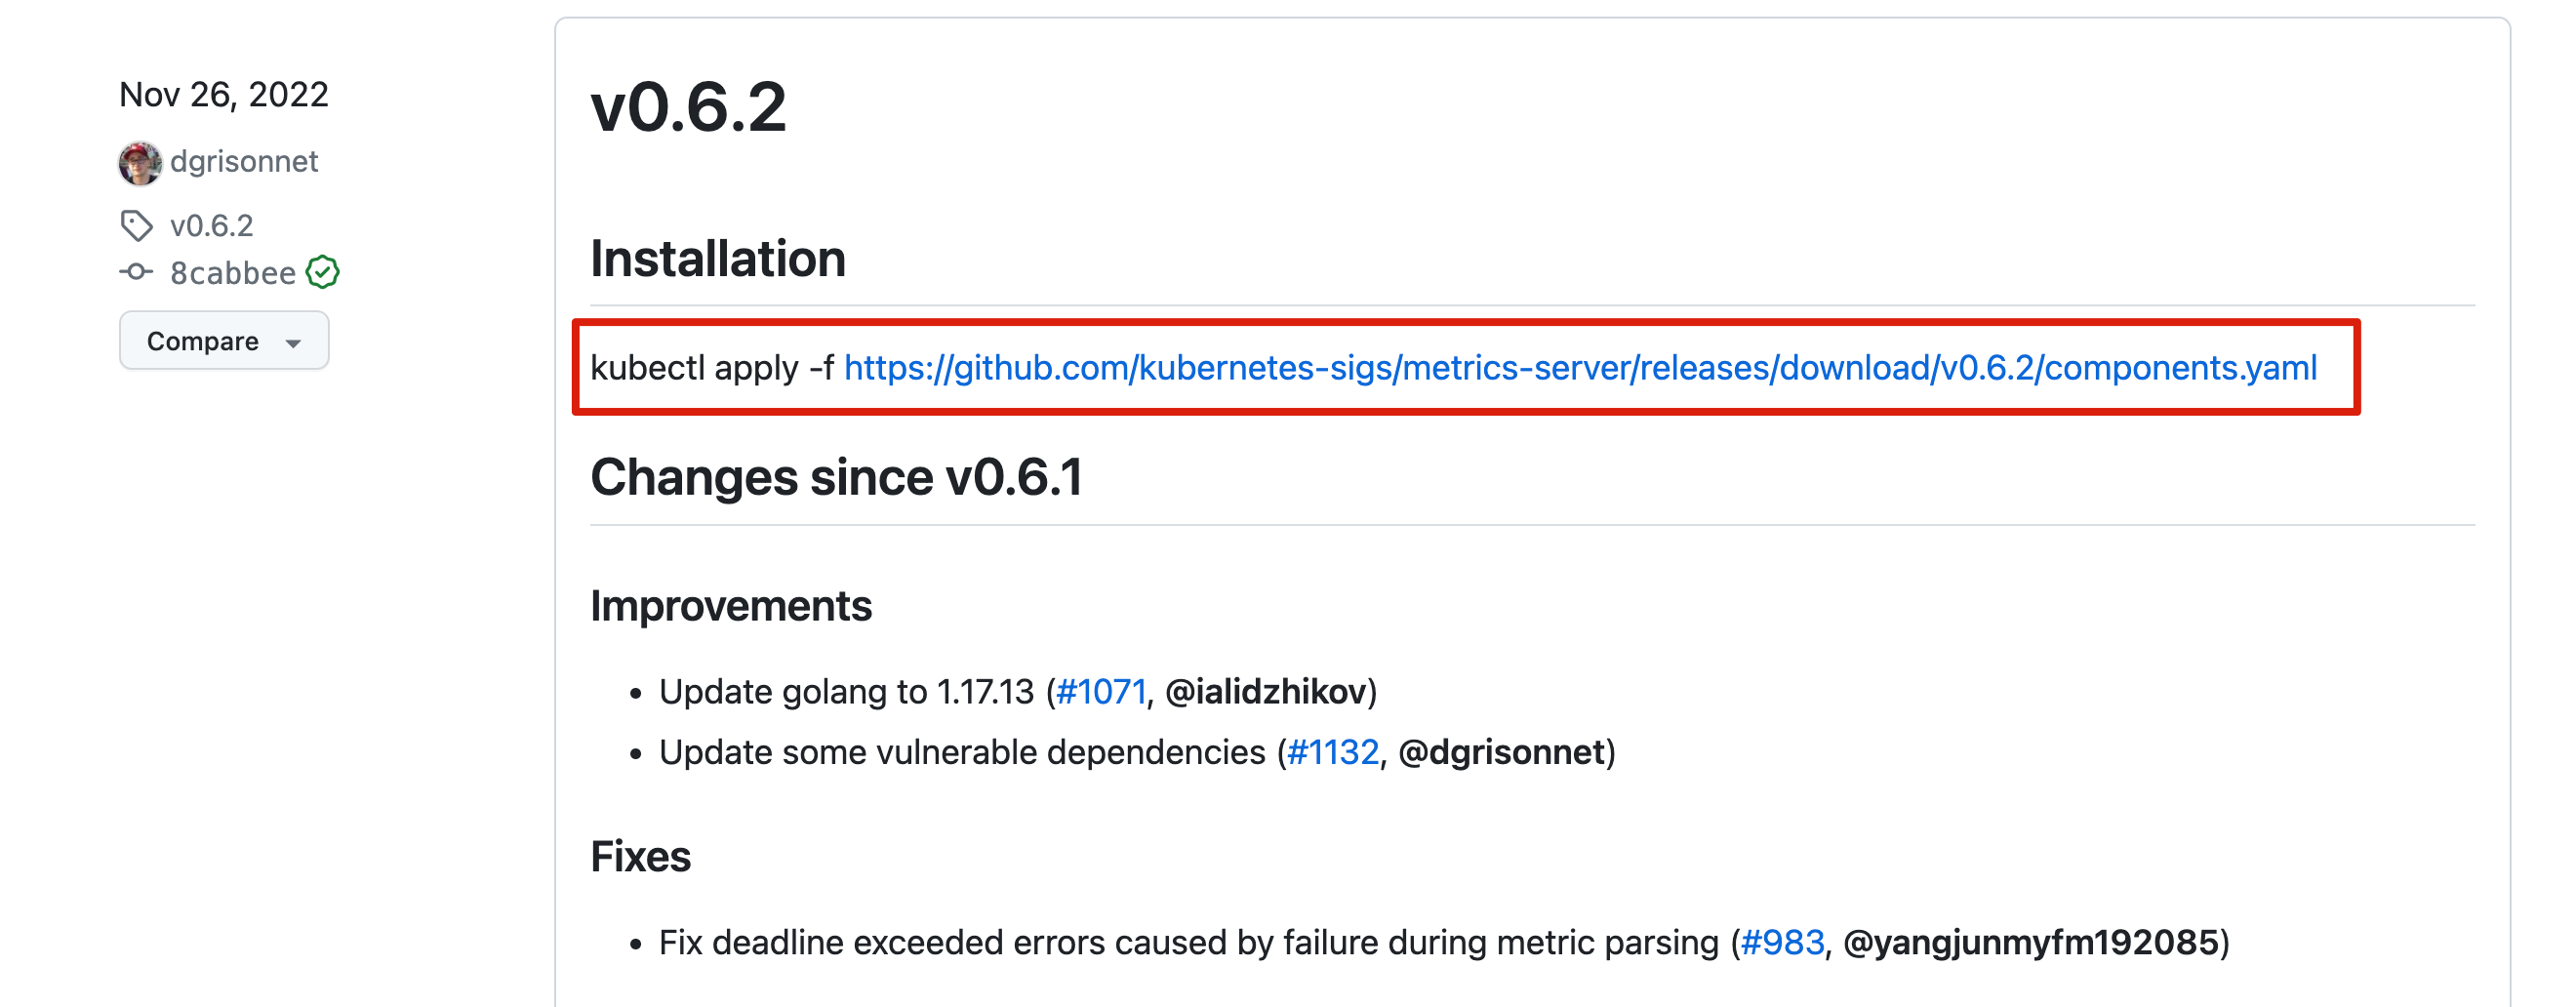 Nov 26, 2022
dgrisonnet
v0.6.2
8cabbee
Compare
v0.6.2
Installation
kubectl apply -f https://github.com/kubernetes-sigs/metrics-server/releases/download/v0.6.2/components.yaml
Changes since v0.6.1
Improvements
• Update golang to 1.17.13 (#1071, @ialidzhikov)
• Update some vulnerable dependencies (#1132, @dgrisonnet)
Fixes
• Fix deadline exceeded errors caused by failure during metric parsing (#983, @yangjunmyfm192085)